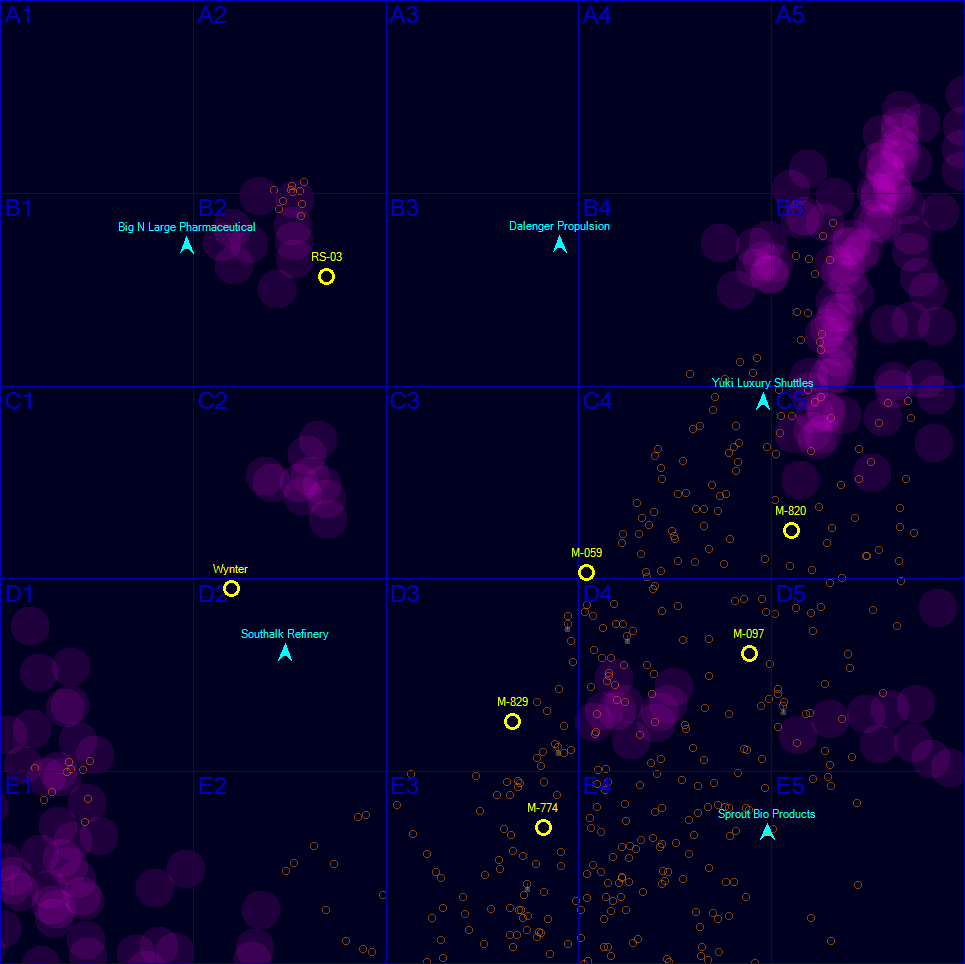 A1 A2 A3 A4 A5
B1 B2 B3 B4 B5
Big N Large Pharmaceutical
Dalenger Propulsion
RS-03
Yuki Luxury Shuttles
C1 C2 C3 C4 C5
M-820
M-059
Wynter
D1 D2 D3 D4 D5
Southalk Refinery
M-097
M-829
E1 E2 E3 E4 E5
M-774
Sprout Bio Products